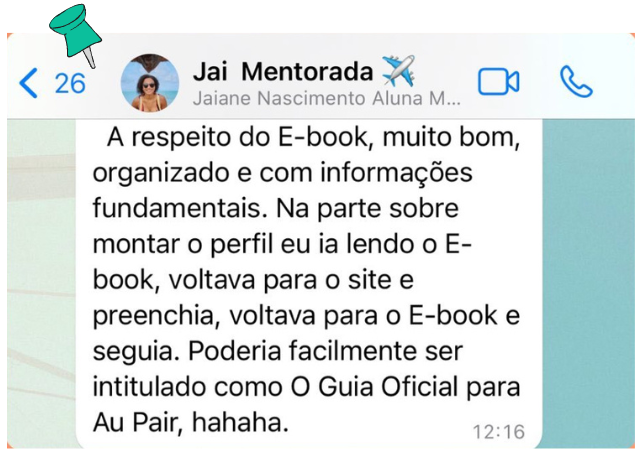 26
Jai Mentorada
Jaiane Nascimento Aluna M...
A respeito do E-book, muito bom,
organizado e com informações
fundamentais. Na parte sobre
montar o perfil eu ia lendo o E-
book, voltava para o site e
preenchia, voltava para o E-book e
seguia. Poderia facilmente ser
intitulado como O Guia Oficial para
Au Pair, hahaha.
12:16